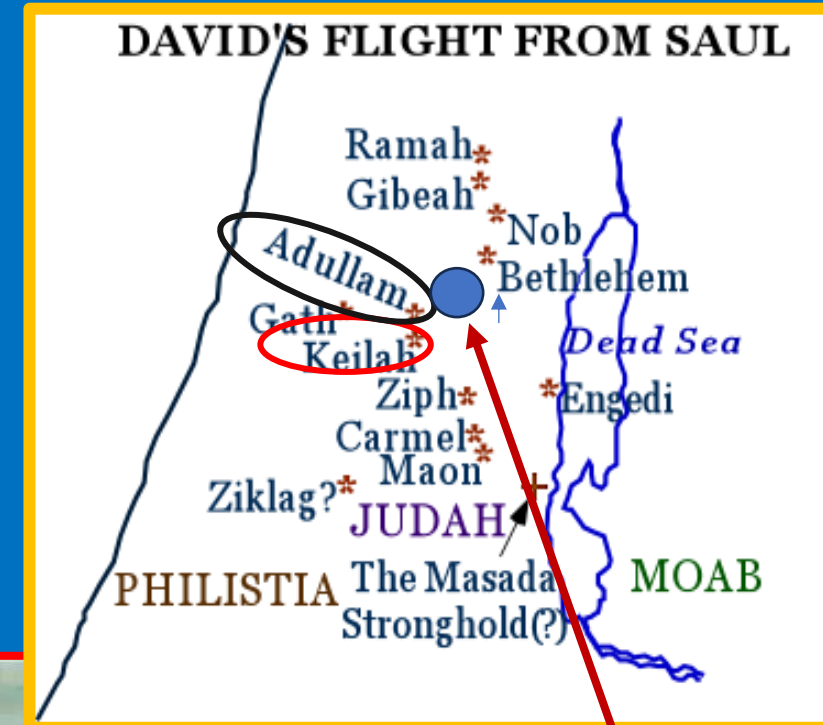 DAVID'S FLIGHT FROM SAUL
Ramah
Gibeah
Nob
Adullam
Bethlehem
Gath
Keilah
Dead Sea
Ziph
Engedi
Carmel
Maon
Ziklag?
JUDAH
PHILISTIA
The Masada
Stronghold(?)
MOAB